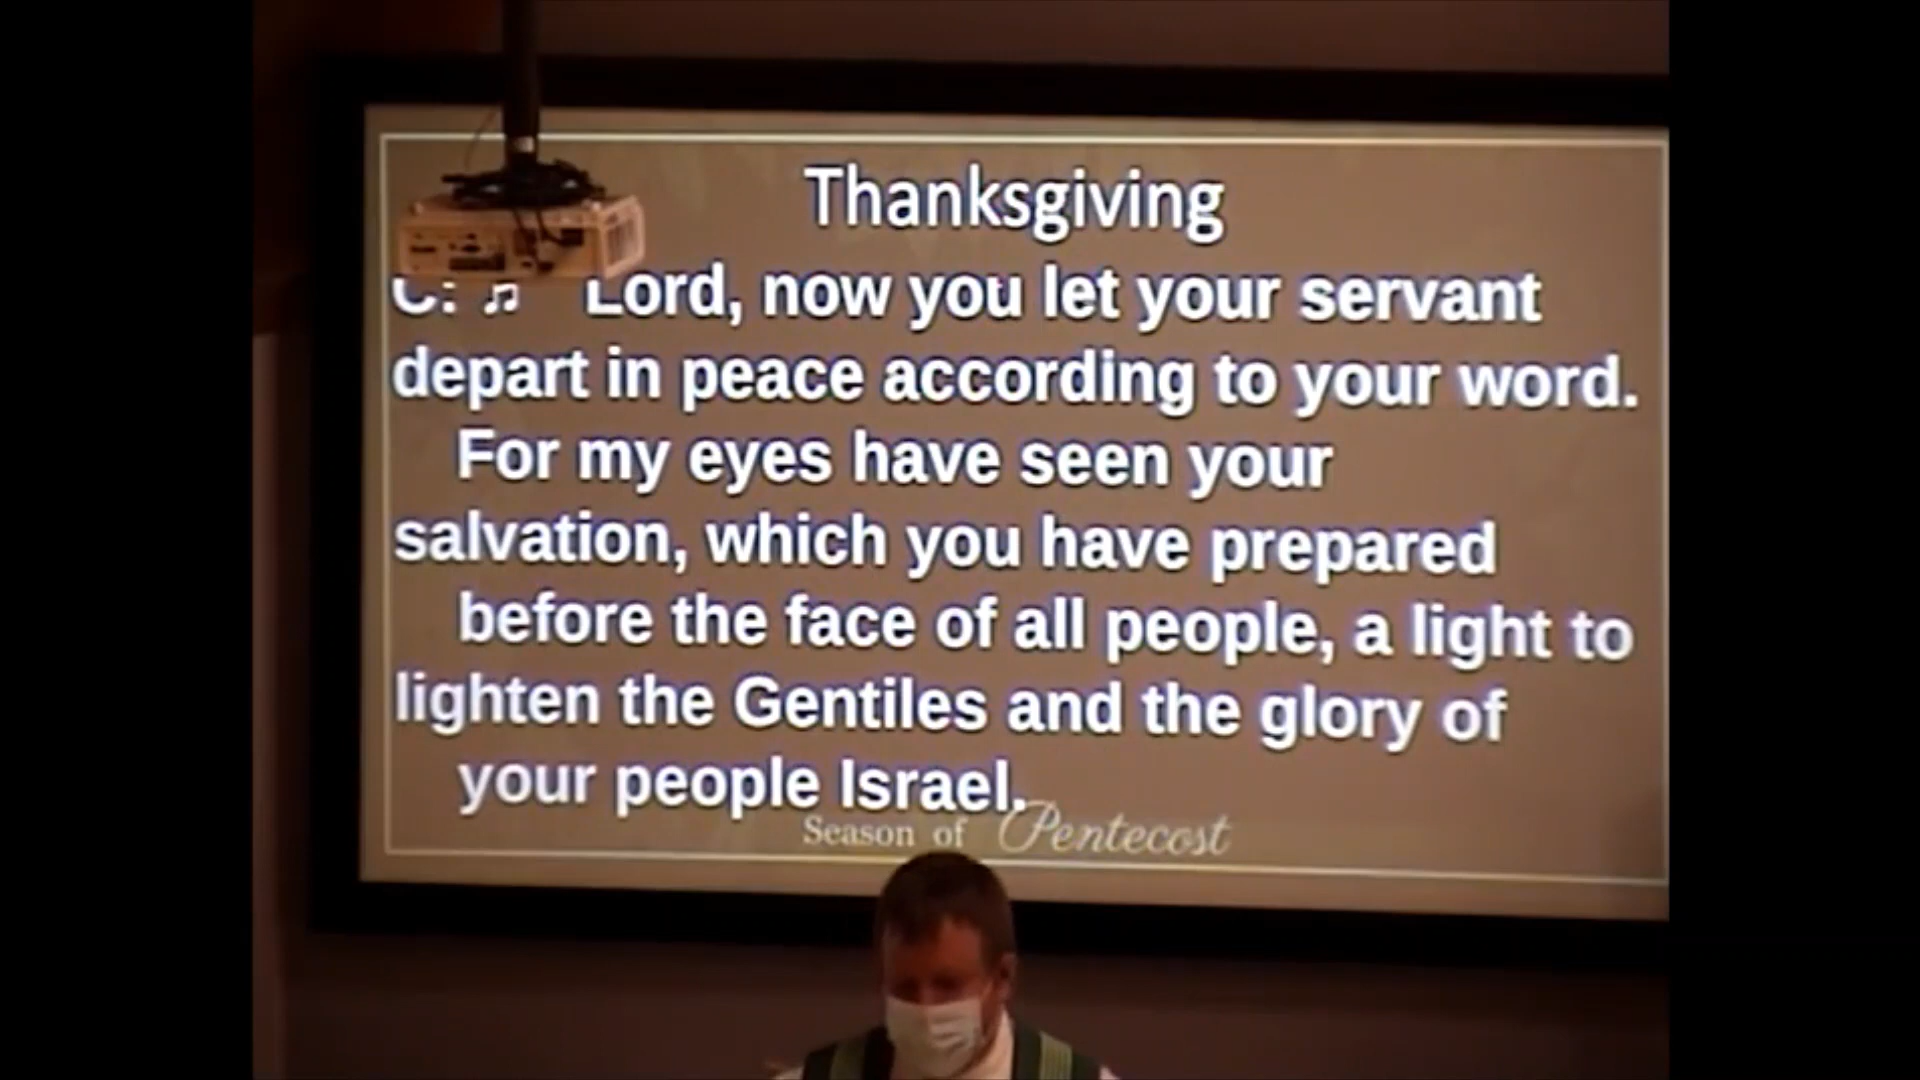 Thanksgiving
C: ♫ Lord, now you let your servant
depart in peace according to your word.
For my eyes have seen your
salvation, which you have prepared
before the face of all people, a light to
lighten the Gentiles and the glory of
your people Israel.
Season of Pentecost